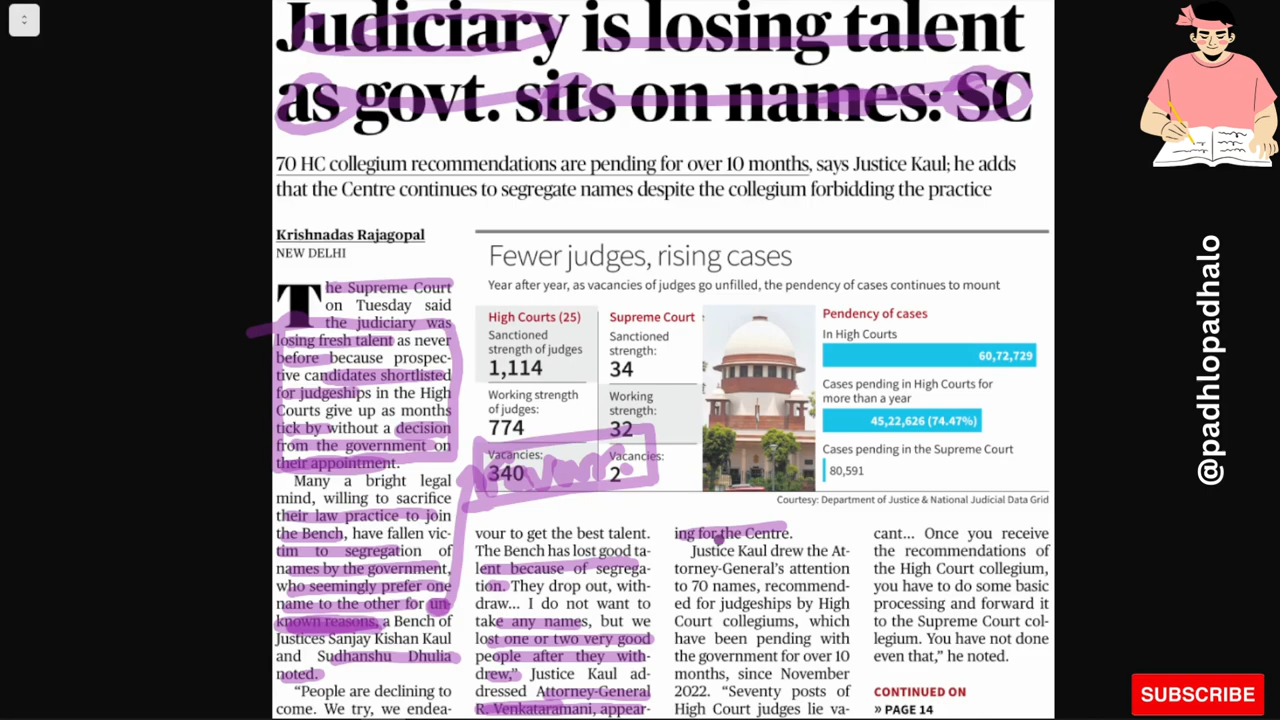 Judiciary is losing talent
as govt. sits on names: SC
70 HC collegium recommendations are pending for over 10 months, says Justice Kaul; he adds
that the Centre continues to segregate names despite the collegium forbidding the practice
Krishnadas Rajagopal
NEW DELHI
The Supreme Court
on Tuesday said
the judiciary was
losing fresh talent as never
before because prospec-
tive candidates shortlisted
for judgeships in the High
Courts give up as months
tick by without a decision
from the government on
their appointment.
Many a bright legal
mind, willing to sacrifice
their law practice to join
the Bench, have fallen vic-
tim to segregation of
names by the government,
who seemingly prefer one
name to the other for un-
known reasons, a Bench of
Justices Sanjay Kishan Kaul
and Sudhanshu Dhulia
noted.
“People are declining to
come. We try, we endea-
Fewer judges, rising cases
Year after year, as vacancies of judges go unfilled, the pendency of cases continues to mount
High Courts (25)
Sanctioned
strength of judges
1,114
Working strength
of judges:
774
Vacancies:
340
Supreme Court
Sanctioned
strength:
34
Working
strength:
32
Vacancies:
2
Pendency of cases
In High Courts
60,72,729
Cases pending in High Courts for
more than a year
45,22,626 (74.47%)
Cases pending in the Supreme Court
80,591
Courtesy: Department of Justice & National Judicial Data Grid
vour to get the best talent.
The Bench has lost good ta-
lent because of segrega-
tion. They drop out, with-
draw... I do not want to
take any names, but we
lost one or two very good
people after they with-
drew,” Justice Kaul ad-
dressed Attorney-General
R. Venkataramani, appear-
ing for the Centre.
Justice Kaul drew the At-
torney-General’s attention
to 70 names, recommend-
ed for judgeships by High
Court collegiums, which
have been pending with
the government for over 10
months, since November
2022. “Seventy posts of
High Court judges lie va-
cant... Once you receive
the recommendations of
the High Court collegium,
you have to do some basic
processing and forward it
to the Supreme Court col-
legium. You have not done
even that,” he noted.
CONTINUED ON
» PAGE 14
@padhlopadhalo
SUBSCRIBE